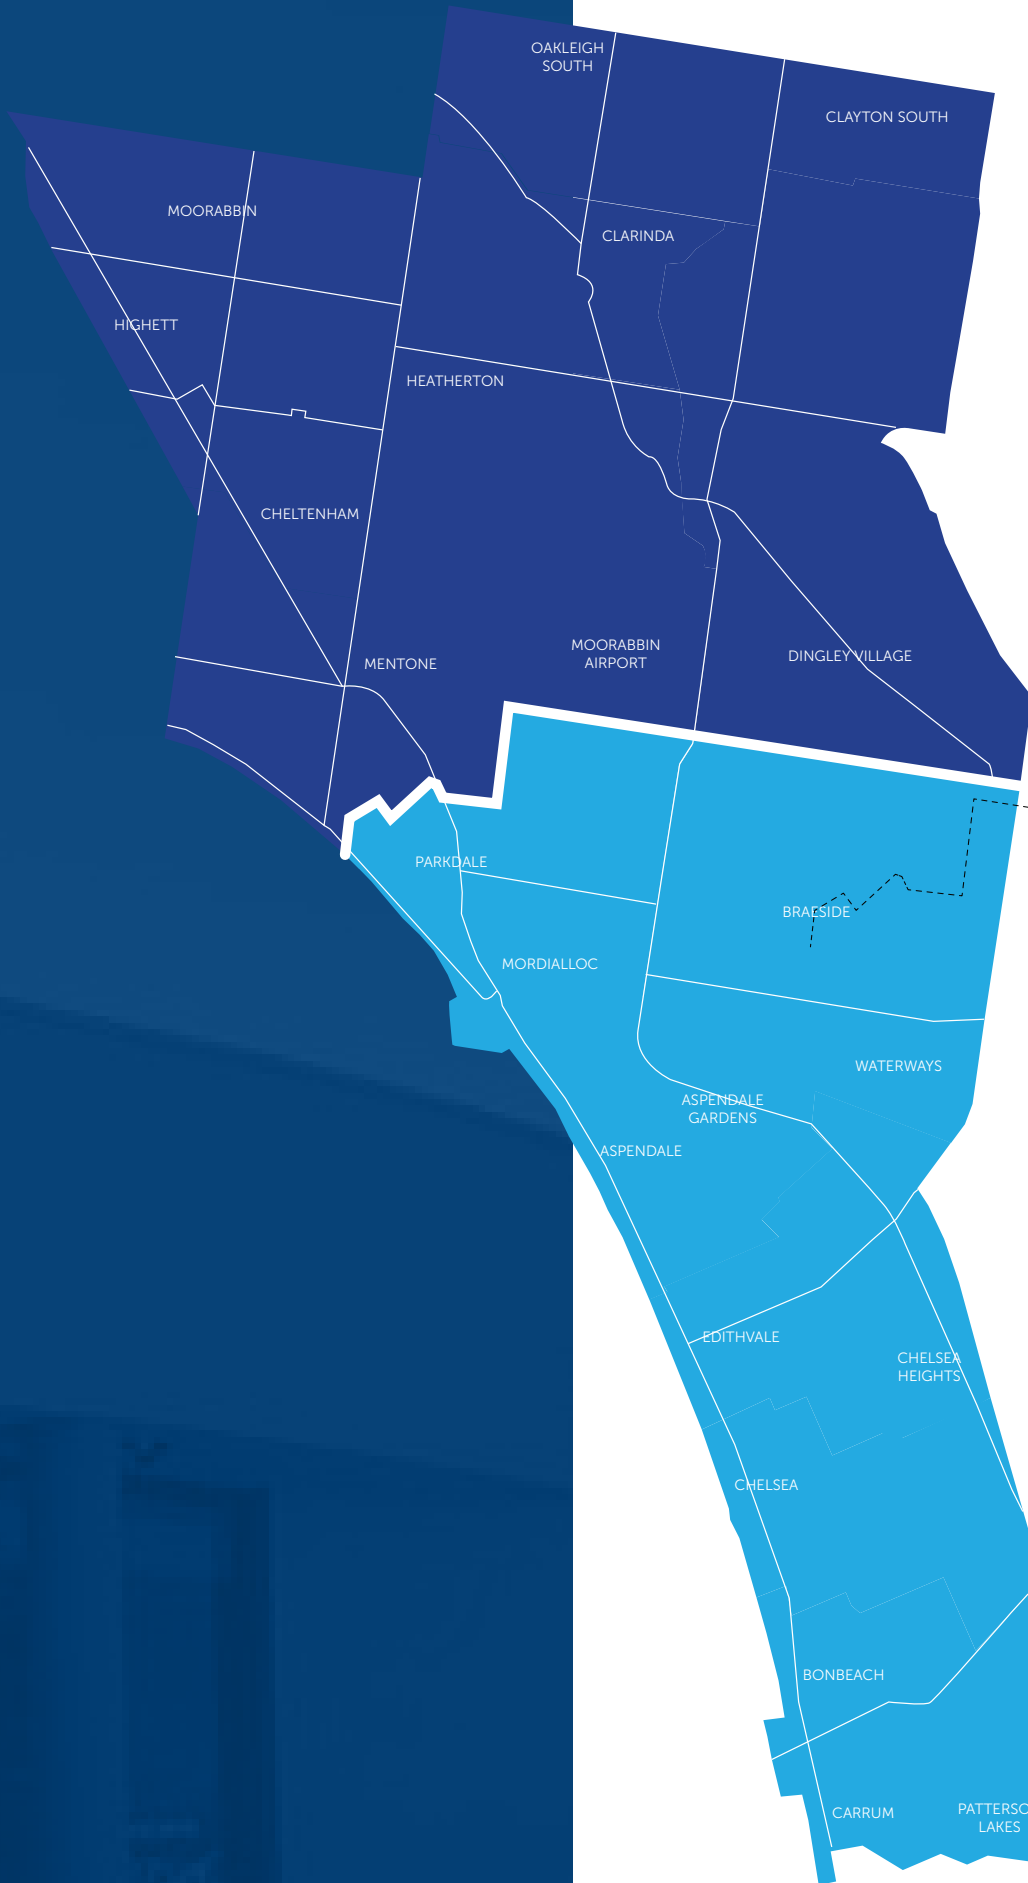 OAKLEIGH
SOUTH
CLAYTON SOUTH
MOORABBIN
CLARINDA
HIGHETT
HEATHERTON
CHELTENHAM
MOORABBIN
AIRPORT
MENTONE
DINGLEY VILLAGE
PARKDALE
BRAESIDE
MORDIALLOC
WATERWAYS
ASPENDALE
GARDENS
ASPENDALE
EDITHVALE
CHELSEA
HEIGHTS
CHELSEA
BONBEACH
CARRUM
PATTERSO
LAKES